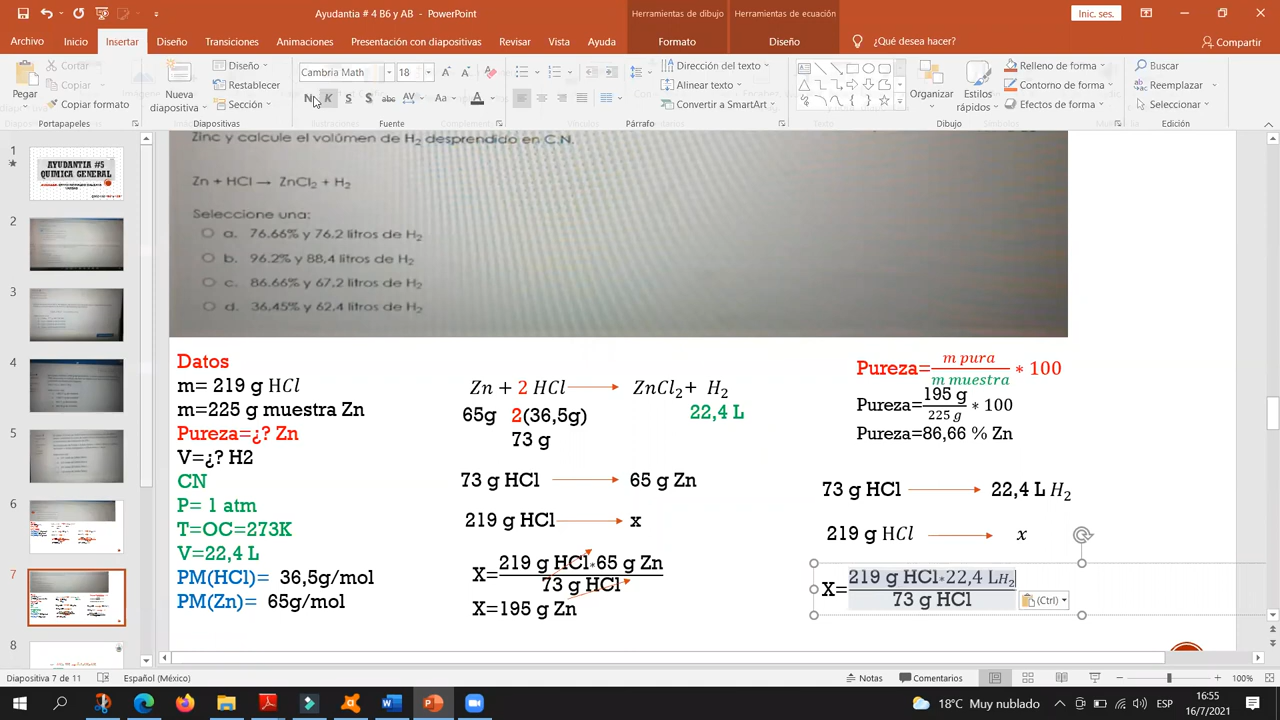 Ayudantia # 4 B6 y AB - PowerPoint
Herramientas de dibujo
Herramientas de ecuación
Inic. ses.
Archivo
Inicio
Insertar
Diseño
Transiciones
Animaciones
Presentación con diapositivas
Revisar
Vista
Ayuda
Formato
Diseño
¿Qué desea hacer?
Compartir
Pegar
Cortar
Copiar
Copiar formato
Portapapeles
Nueva diapositiva
Diseño
Restablecer
Sección
Cambria Math
18
Fuente
Párrafo
Dirección del texto
Alinear texto
Convertir a SmartArt
Organizar
Estilos rápidos
Relleno de forma
Contorno de forma
Efectos de forma
Dibujo
Buscar
Reemplazar
Seleccionar
Edición
1
AYUDANTIA #5
QUIMICA GENERAL
2
3
4
5
6
7
8
Zinc y calcule el volúmen de H2 desprendido en C.N.
Zn + HCl → ZnCl2 + H2
Seleccione una:
a. 76.66% y 76.2 litros de H2
b. 96.2% y 88,4 litros de H2
c. 86.66% y 67.2 litros de H2
d. 36,45% y 62,4 litros de H2
Datos
m= 219 g HCl
m=225 g muestra Zn
Pureza=¿? Zn
V=¿? H2
CN
P= 1 atm
T=OC=273K
V=22,4 L
PM(HCl)= 36,5g/mol
PM(Zn)= 65g/mol
Zn + 2 HCl → ZnCl2 + H2
65g 2(36,5g) 22,4 L
73 g
73 g HCl → 65 g Zn
219 g HCl → x
X= 219 g HCl*65 g Zn
73 g HCl
X=195 g Zn
Pureza= m pura / m muestra * 100
Pureza= 195 g / 225 g * 100
Pureza=86,66 % Zn
73 g HCl → 22,4 L H2
219 g HCl → x
X= 219 g HCl*22,4 LH2
73 g HCl
(Ctrl)
Diapositiva 7 de 11
Español (México)
Notas
Comentarios
100%
18°C Muy nublado
ESP
16:55
16/7/2021